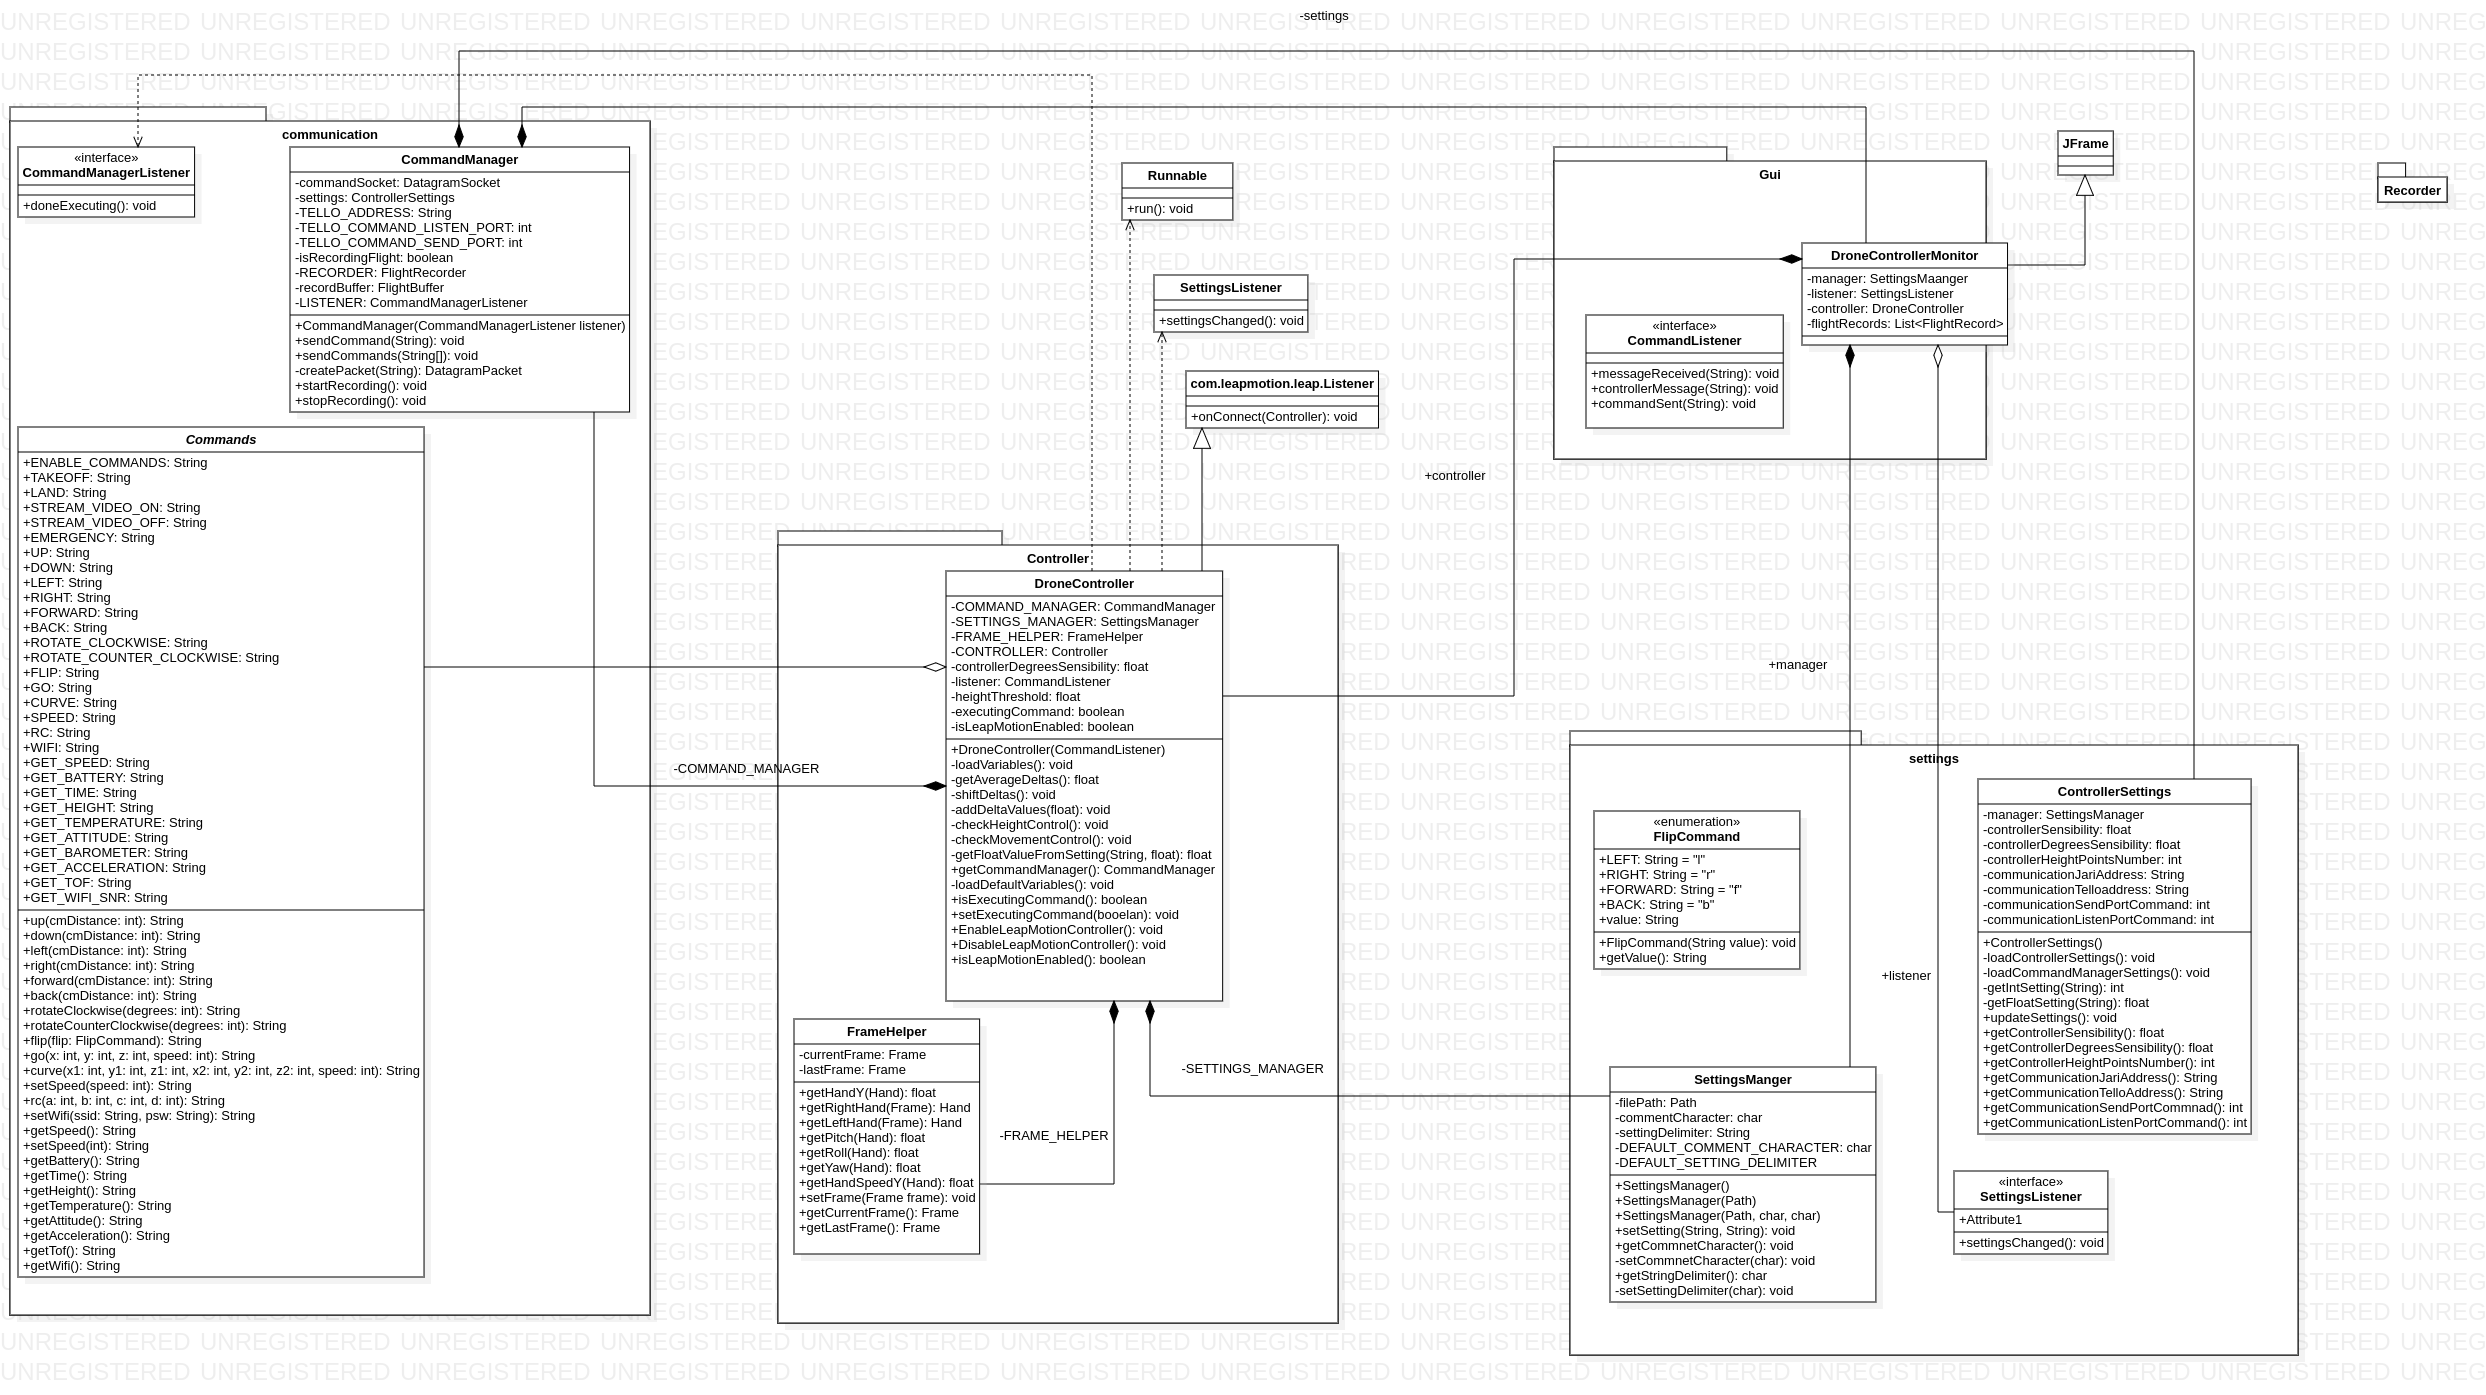 -settings
communication
«interface»
CommandManagerListener
+doneExecuting(): void
CommandManager
-commandSocket: DatagramSocket
-settings: ControllerSettings
-TELLO_ADDRESS: String
-TELLO_COMMAND_LISTEN_PORT: int
-TELLO_COMMAND_SEND_PORT: int
-isRecordingFlight: boolean
-RECORDER: FlightRecorder
-recordBuffer: FlightBuffer
-LISTENER: CommandManagerListener
+CommandManager(CommandManagerListener listener)
+sendCommand(String): void
+sendCommands(String[]): void
-createPacket(String): DatagramPacket
+startRecording(): void
+stopRecording(): void
Commands
+ENABLE_COMMANDS: String
+TAKEOFF: String
+LAND: String
+STREAM_VIDEO_ON: String
+STREAM_VIDEO_OFF: String
+EMERGENCY: String
+UP: String
+DOWN: String
+LEFT: String
+RIGHT: String
+FORWARD: String
+BACK: String
+ROTATE_CLOCKWISE: String
+ROTATE_COUNTER_CLOCKWISE: String
+FLIP: String
+GO: String
+CURVE: String
+SPEED: String
+RC: String
+WIFI: String
+GET_SPEED: String
+GET_BATTERY: String
+GET_TIME: String
+GET_HEIGHT: String
+GET_TEMPERATURE: String
+GET_ATTITUDE: String
+GET_BAROMETER: String
+GET_ACCELERATION: String
+GET_TOF: String
+GET_WIFI_SNR: String
+up(cmDistance: int): String
+down(cmDistance: int): String
+left(cmDistance: int): String
+right(cmDistance: int): String
+forward(cmDistance: int): String
+back(cmDistance: int): String
+rotateClockwise(degrees: int): String
+rotateCounterClockwise(degrees: int): String
+flip(flip: FlipCommand): String
+go(x: int, y: int, z: int, speed: int): String
+curve(x1: int, y1: int, z1: int, x2: int, y2: int, z2: int, speed: int): String
+setSpeed(speed: int): String
+rc(a: int, b: int, c: int, d: int): String
+setWifi(ssid: String, psw: String): String
+getSpeed(): String
+setSpeed(int): String
+getBattery(): String
+getTime(): String
+getHeight(): String
+getTemperature(): String
+getAttitude(): String
+getAcceleration(): String
+getTof(): String
+getWifi(): String
Runnable
+run(): void
SettingsListener
+settingsChanged(): void
com.leapmotion.leap.Listener
+onConnect(Controller): void
Controller
DroneController
-COMMAND_MANAGER: CommandManager
-SETTINGS_MANAGER: SettingsManager
-FRAME_HELPER: FrameHelper
-CONTROLLER: Controller
-controllerDegreesSensibility: float
-listener: CommandListener
-heightThreshold: float
-executingCommand: boolean
-isLeapMotionEnabled: boolean
+DroneController(CommandListener)
-loadVariables(): void
-getAverageDeltas(): float
-shiftDeltas(): void
-addDeltaValues(float): void
-checkHeightControl(): void
-checkMovementControl(): void
-getFloatValueFromSetting(String, float): float
+getCommandManager(): CommandManager
-loadDefaultVariables(): void
+isExecutingCommand(): boolean
+setExecutingCommand(booelan): void
+EnableLeapMotionController(): void
+DisableLeapMotionController(): void
+isLeapMotionEnabled(): boolean
-COMMAND_MANAGER
FrameHelper
-currentFrame: Frame
-lastFrame: Frame
+getHandY(Hand): float
+getRightHand(Frame): Hand
+getLeftHand(Frame): Hand
+getPitch(Hand): float
+getRoll(Hand): float
+getYaw(Hand): float
+getHandSpeedY(Hand): float
+setFrame(Frame frame): void
+getCurrentFrame(): Frame
+getLastFrame(): Frame
-FRAME_HELPER
-SETTINGS_MANAGER
+controller
Gui
DroneControllerMonitor
-manager: SettingsMaanger
-listener: SettingsListener
-controller: DroneController
-flightRecords: List<FlightRecord>
«interface»
CommandListener
+messageReceived(String): void
+controllerMessage(String): void
+commandSent(String): void
JFrame
Recorder
+manager
settings
«enumeration»
FlipCommand
+LEFT: String = "l"
+RIGHT: String = "r"
+FORWARD: String = "f"
+BACK: String = "b"
+value: String
+FlipCommand(String value): void
+getValue(): String
+listener
ControllerSettings
-manager: SettingsManager
-controllerSensibility: float
-controllerDegreesSensibility: float
-controllerHeightPointsNumber: int
-communicationJariAddress: String
-communicationTelloaddress: String
-communicationSendPortCommand: int
-communicationListenPortCommand: int
+ControllerSettings()
-loadControllerSettings(): void
-loadCommandManagerSettings(): void
-getIntSetting(String): int
-getFloatSetting(String): float
+updateSettings(): void
+getControllerSensibility(): float
+getControllerDegreesSensibility(): float
+getControllerHeightPointsNumber(): int
+getCommunicationJariAddress(): String
+getCommunicationTelloAddress(): String
+getCommunicationSendPortCommnad(): int
+getCommunicationListenPortCommand(): int
SettingsManger
-filePath: Path
-commentCharacter: char
-settingDelimiter: String
-DEFAULT_COMMENT_CHARACTER: char
-DEFAULT_SETTING_DELIMITER
+SettingsManager()
+SettingsManager(Path)
+SettingsManager(Path, char, char)
+setSetting(String, String): void
+getCommnetCharacter(): void
-setCommnetCharacter(char): void
+getStringDelimiter(): char
-setSettingDelimiter(char): void
«interface»
SettingsListener
+Attribute1
+settingsChanged(): void